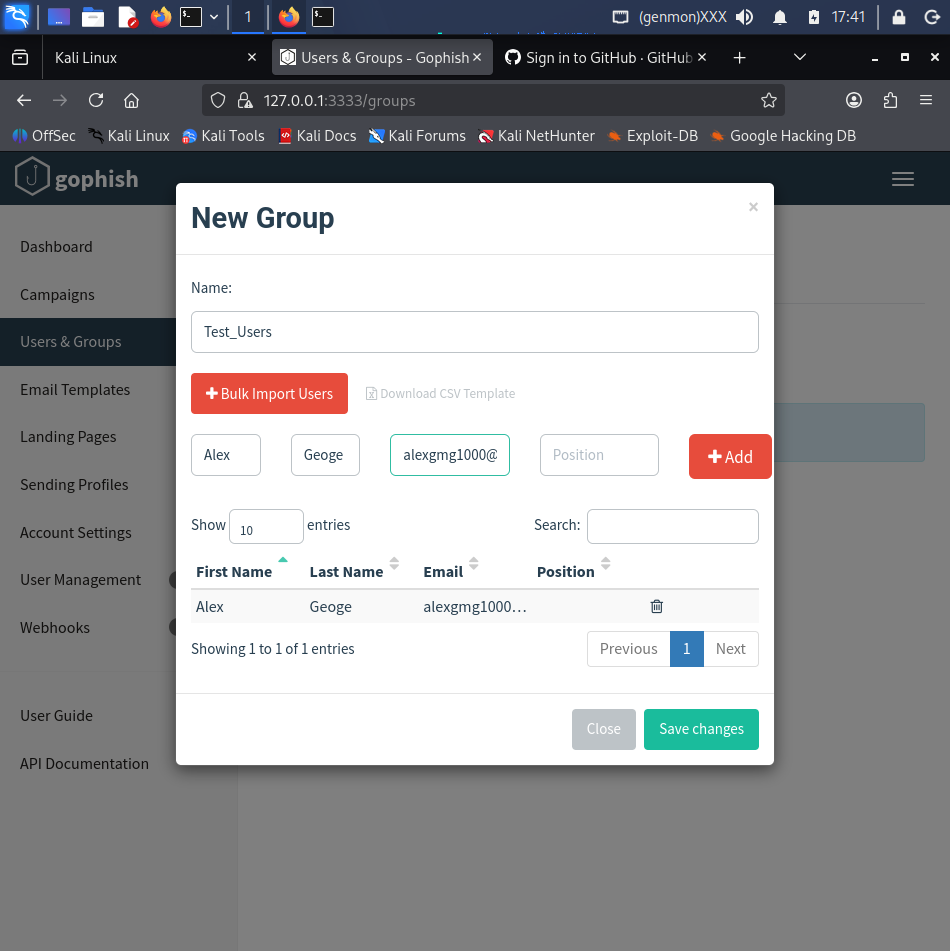 1
(genmon)XXX
17:41
Kali Linux
Users & Groups - Gophish
Sign in to GitHub · GitHub
127.0.0.1:3333/groups
OffSec Kali Linux Kali Tools Kali Docs Kali Forums Kali NetHunter Exploit-DB Google Hacking DB
gophish
Dashboard
Campaigns
Users & Groups
Email Templates
Landing Pages
Sending Profiles
Account Settings
User Management
Webhooks
User Guide
API Documentation
New Group
×
Name:
Test_Users
Bulk Import Users Download CSV Template
Alex Geoge alexgmg1000@ Position Add
Show 10 entries Search:
First Name Last Name Email Position
Alex Geoge alexgmg1000…
Showing 1 to 1 of 1 entries Previous 1 Next
Close Save changes